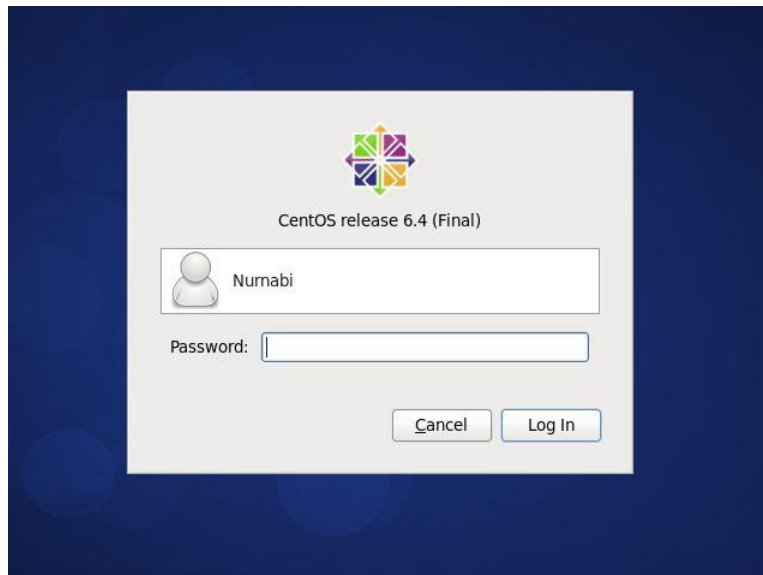 CentOS release 6.4 (Final)
Nurnabi
Password:
Cancel
Log In